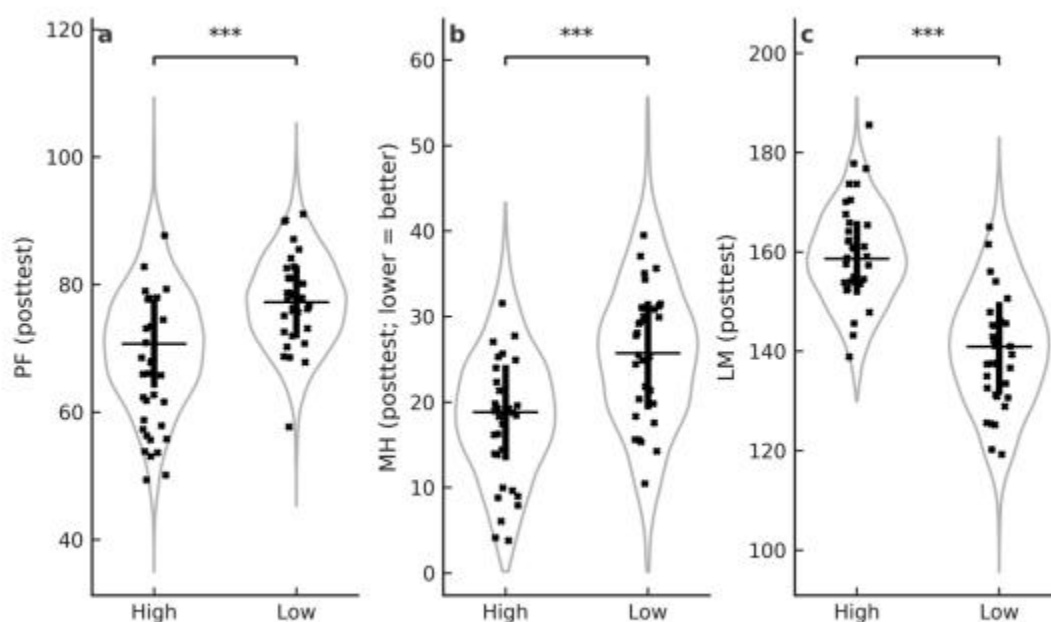 a
***
PF (posttest)
120
100
80
60
40
High
Low
b
***
MH (posttest; lower = better)
60
50
40
30
20
10
0
High
Low
c
***
LM (posttest)
200
180
160
140
120
100
High
Low